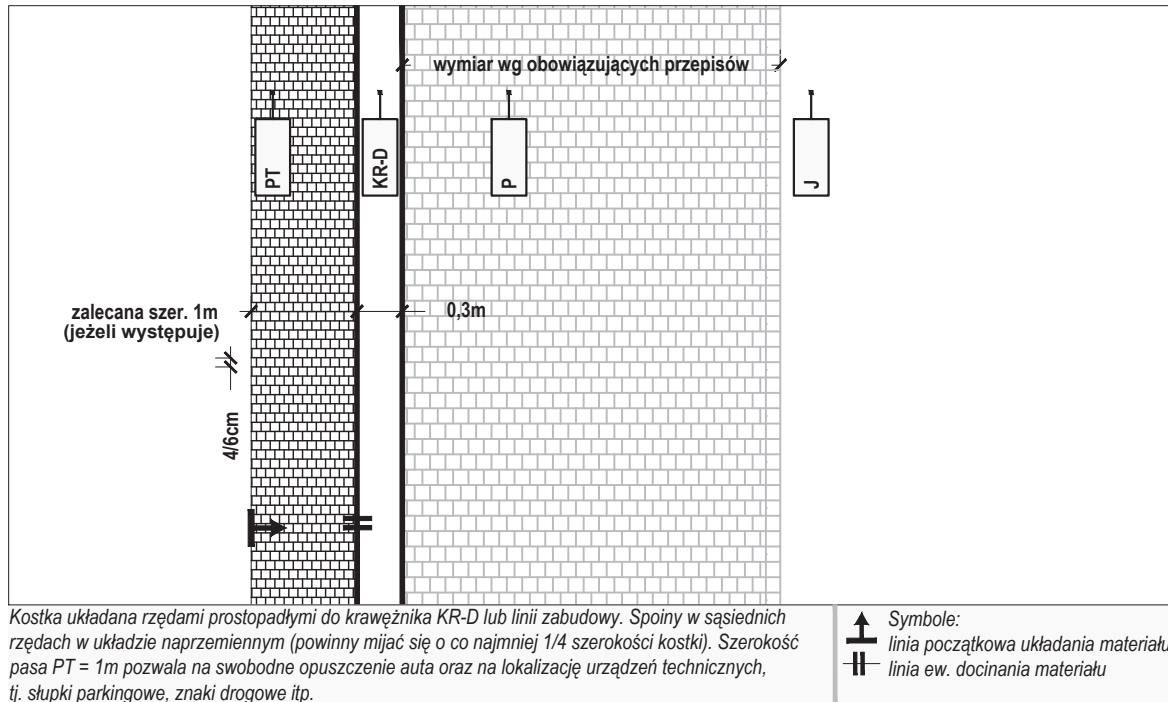 wymiar wg obowiązujących przepisów
PT
KR-D
P
J
zalecana szer. 1m
(jeżeli występuje)
0,3m
4/6cm
Kostka układana rzędami prostopadłymi do krawężnika KR-D lub linii zabudowy. Spoiny w sąsiednich
rzędach w układzie naprzemiennym (powinny mijać się o co najmniej 1/4 szerokości kostki). Szerokość
pasa PT = 1m pozwala na swobodne opuszczenie auta oraz na lokalizację urządzeń technicznych,
tj. słupki parkingowe, znaki drogowe itp.
Symbole:
linia początkowa układania materiału
linia ew. docinania materiału